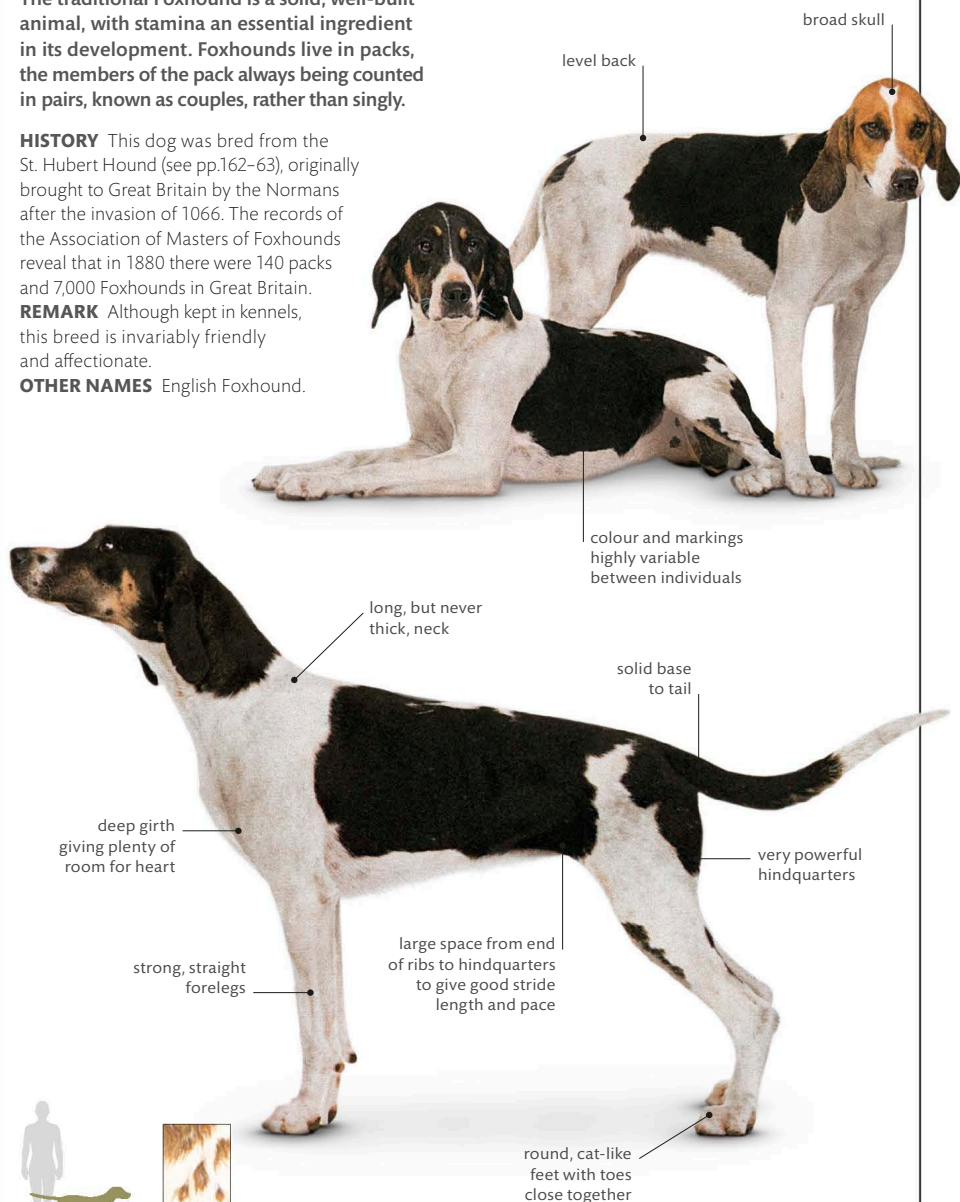 The traditional Foxhound is a solid, well-built
animal, with stamina an essential ingredient
in its development. Foxhounds live in packs,
the members of the pack always being counted
in pairs, known as couples, rather than singly.
HISTORY This dog was bred from the
St. Hubert Hound (see pp.162–63), originally
brought to Great Britain by the Normans
after the invasion of 1066. The records of
the Association of Masters of Foxhounds
reveal that in 1880 there were 140 packs
and 7,000 Foxhounds in Great Britain.
REMARK Although kept in kennels,
this breed is invariably friendly
and affectionate.
OTHER NAMES English Foxhound.
broad skull
level back
colour and markings
highly variable
between individuals
long, but never
thick, neck
solid base
to tail
deep girth
giving plenty of
room for heart
very powerful
hindquarters
large space from end
of ribs to hindquarters
to give good stride
length and pace
strong, straight
forelegs
round, cat-like
feet with toes
close together